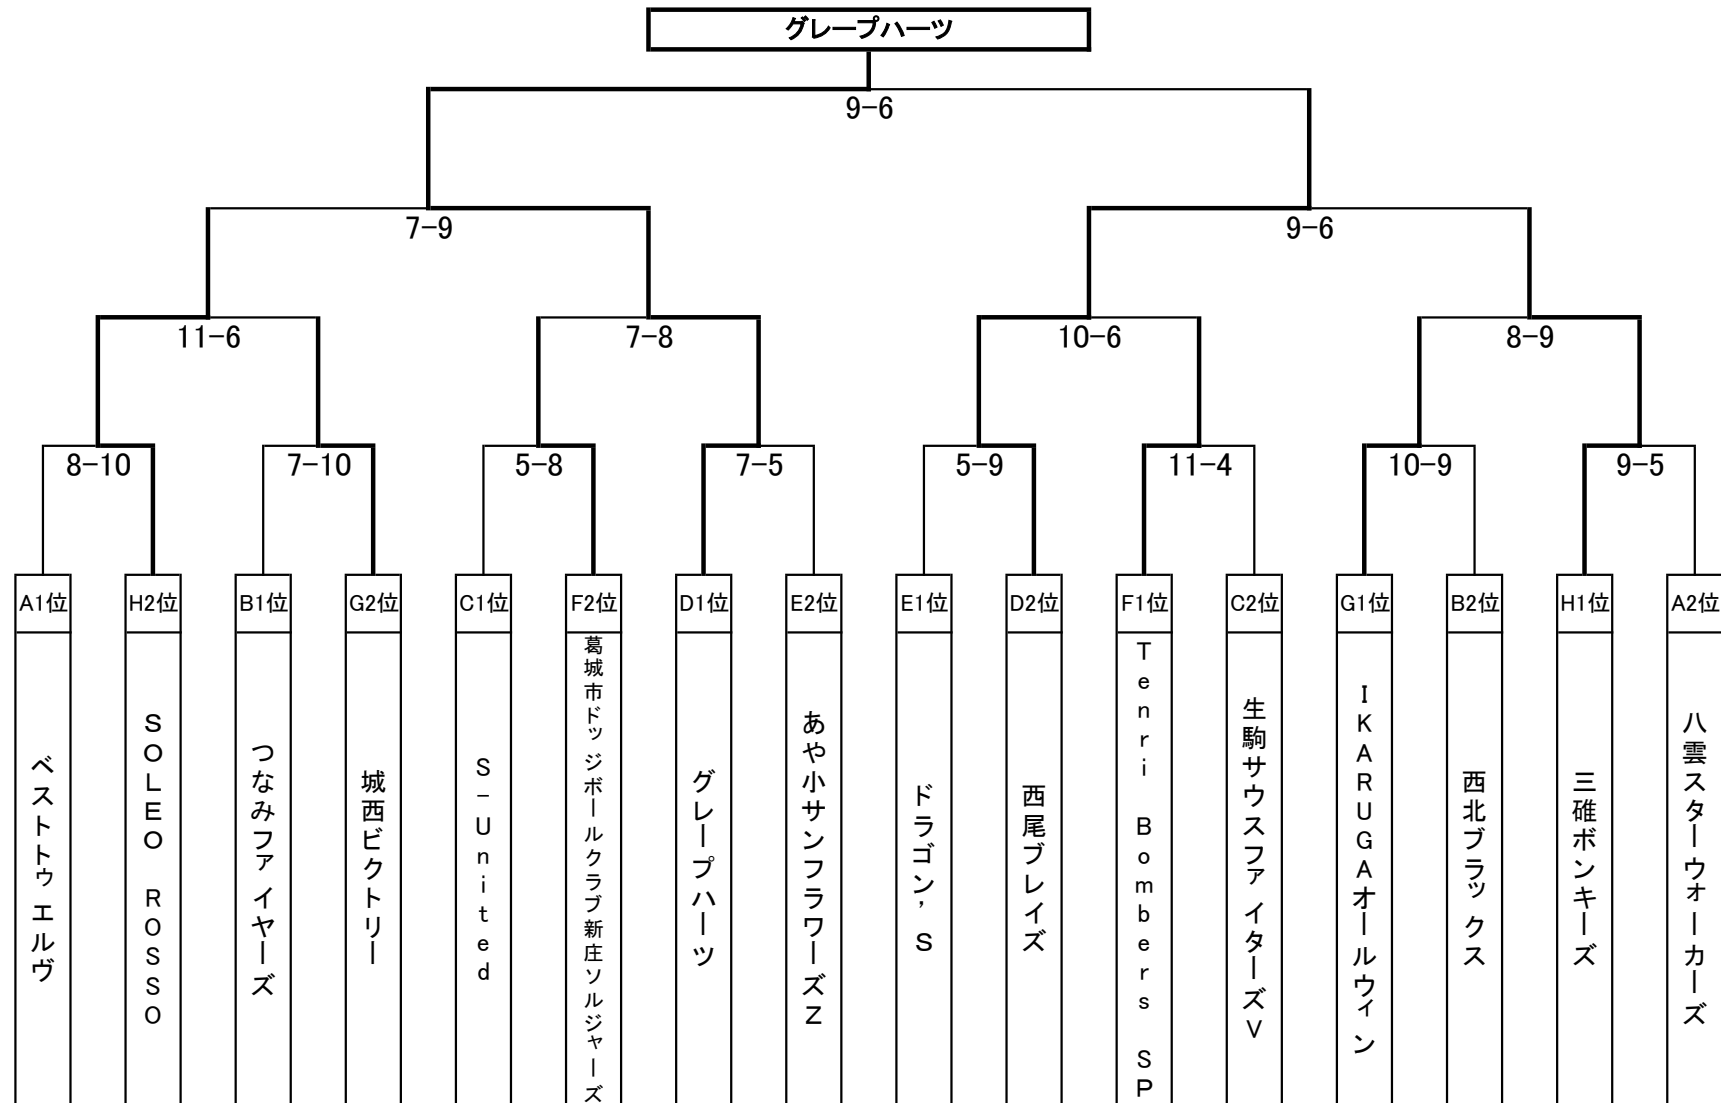 グレープハーツ
9-6
7-9
9-6
11-6
7-8
10-6
8-9
8-10
7-10
5-8
7-5
5-9
11-4
10-9
9-5
A1位
H2位
B1位
G2位
C1位
F2位
D1位
E2位
E1位
D2位
F1位
C2位
G1位
B2位
H1位
A2位
ベストトゥエルヴ
SOLEO ROSSO
つなみファイヤーズ
城西ビクトリー
S-United
葛城市ドッジボールクラブ新庄ソルジャーズ
グレープハーツ
あやめ小サンフラワーズZ
ドラゴン’S
西尾ブレイズ
Tenri Bombers SP
生駒サウスファイターズV
IKARUGAオールウィン
西北ブラックス
三碓ボンキーズ
八雲スターウォーカーズ